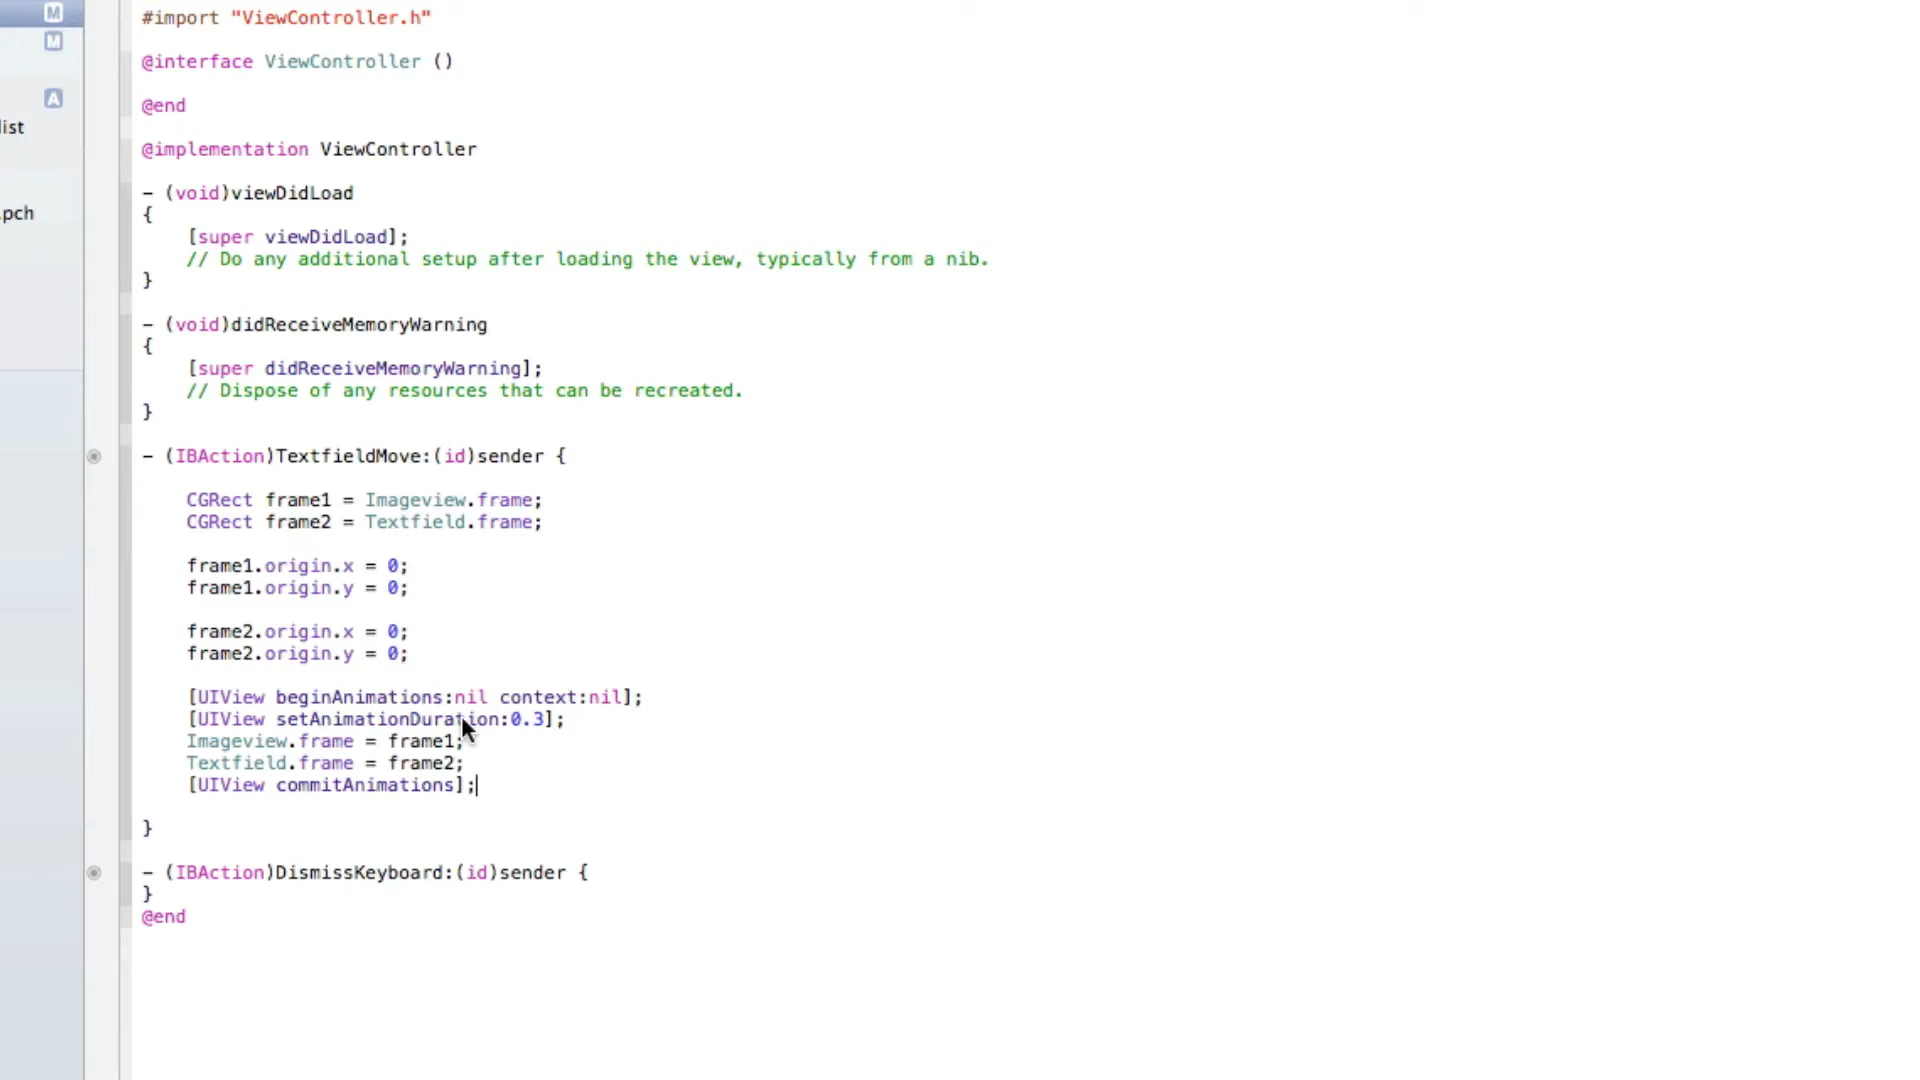 M
#import "ViewController.h"
M
@interface ViewController ()
A
@end
list
@implementation ViewController
- (void)viewDidLoad
.pch
{
[super viewDidLoad];
// Do any additional setup after loading the view, typically from a nib.
}
- (void)didReceiveMemoryWarning
{
[super didReceiveMemoryWarning];
// Dispose of any resources that can be recreated.
}
- (IBAction)TextfieldMove:(id)sender {
CGRect frame1 = Imageview.frame;
CGRect frame2 = Textfield.frame;
frame1.origin.x = 0;
frame1.origin.y = 0;
frame2.origin.x = 0;
frame2.origin.y = 0;
[UIView beginAnimations:nil context:nil];
[UIView setAnimationDuration:0.3];
Imageview.frame = frame1;
Textfield.frame = frame2;
[UIView commitAnimations];
}
- (IBAction)DismissKeyboard:(id)sender {
}
@end